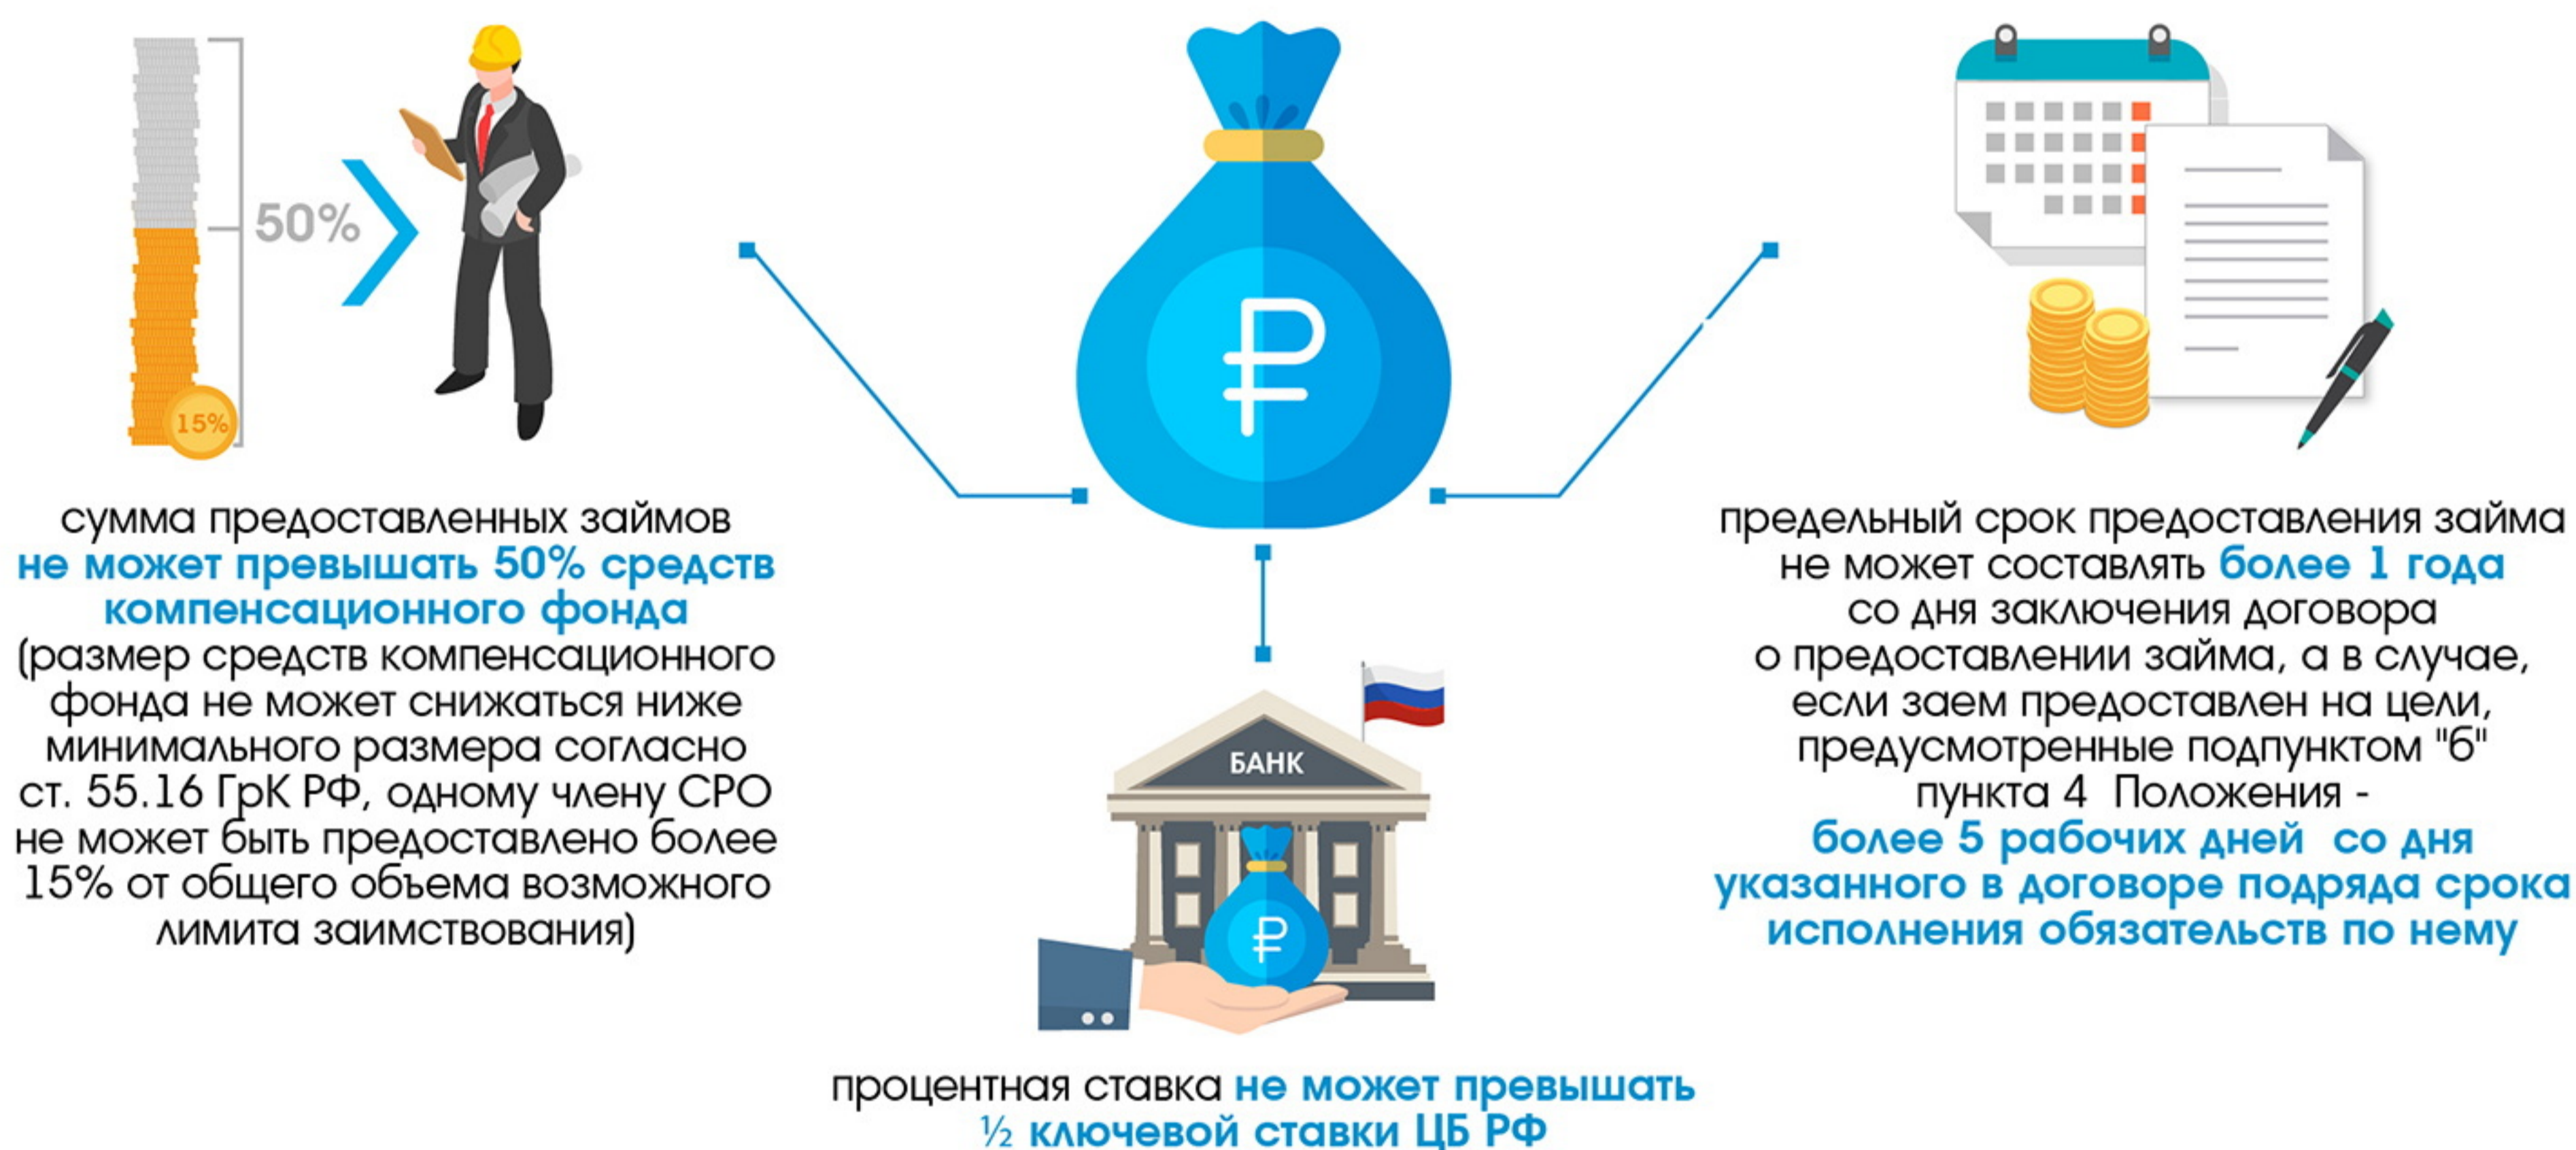 50%
15%
сумма предоставленных займов
не может превышать 50% средств
компенсационного фонда
(размер средств компенсационного
фонда не может снижаться ниже
минимального размера согласно
ст. 55.16 ГрК РФ, одному члену СРО
не может быть предоставлено более
15% от общего объема возможного
лимита заимствования)
БАНК
процентная ставка не может превышать
½ ключевой ставки ЦБ РФ
предельный срок предоставления займа
не может составлять более 1 года
со дня заключения договора
о предоставлении займа, а в случае,
если заем предоставлен на цели,
предусмотренные подпунктом "б"
пункта 4  Положения -
более 5 рабочих дней  со дня
указанного в договоре подряда срока
исполнения обязательств по нему